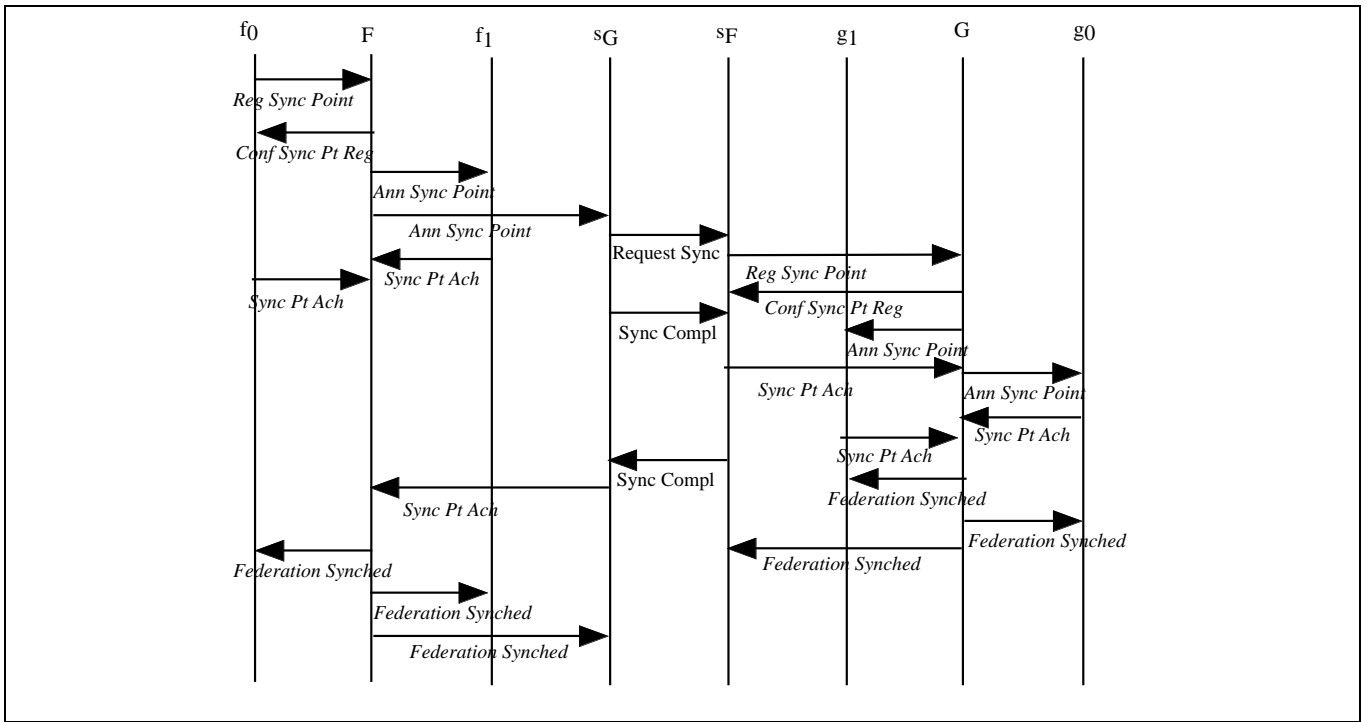 f0 F f1 sG sF g1 G g0
Reg Sync Point
Conf Sync Pt Reg
Ann Sync Point
Ann Sync Point
Request Sync
Reg Sync Point
Sync Pt Ach
Sync Pt Ach
Conf Sync Pt Reg
Sync Compl
Ann Sync Point
Sync Pt Ach
Ann Sync Point
Sync Pt Ach
Sync Pt Ach
Sync Compl
Federation Synched
Sync Pt Ach
Federation Synched
Federation Synched
Federation Synched
Federation Synched
Federation Synched